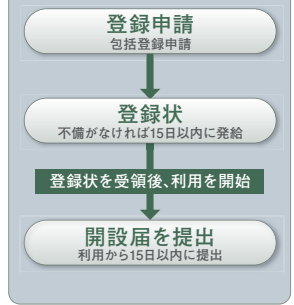 登録申請
包括登録申請
登録状
不備がなければ15日以内に発給
登録状を受領後、利用を開始
開設届を提出
利用から15日以内に提出